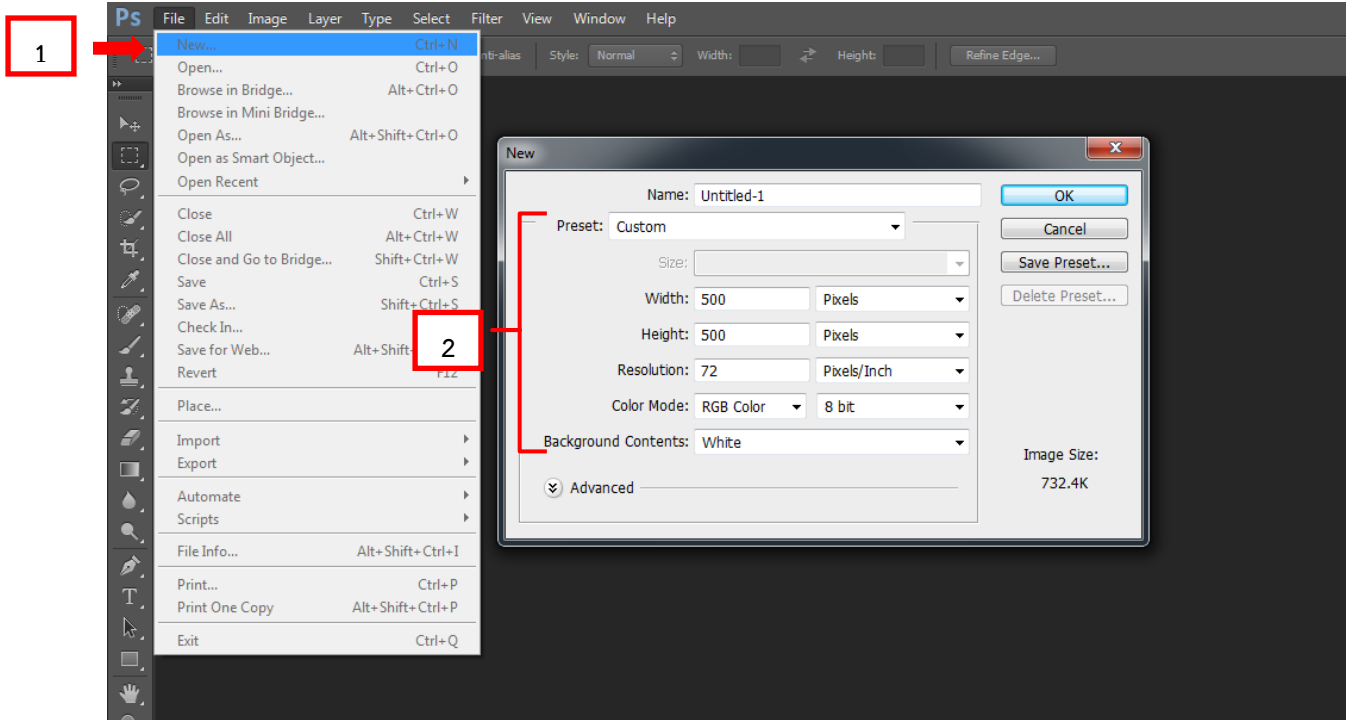 Ps File Edit Image Layer Type Select Filter View Window Help
1
nti-alias Style: Normal Width: Height: Refine Edge...
New... Ctrl+N
Open... Ctrl+O
Browse in Bridge... Alt+Ctrl+O
Browse in Mini Bridge...
Open As... Alt+Shift+Ctrl+O
Open as Smart Object...
Open Recent
Close Ctrl+W
Close All Alt+Ctrl+W
Close and Go to Bridge... Shift+Ctrl+W
Save Ctrl+S
Save As... Shift+Ctrl+S
Check In...
Save for Web... Alt+Shift+
Revert F12
Place...
Import
Export
Automate
Scripts
File Info... Alt+Shift+Ctrl+I
Print... Ctrl+P
Print One Copy Alt+Shift+Ctrl+P
Exit Ctrl+Q
2
New
Name: Untitled-1 OK
Preset: Custom Cancel
Size: Save Preset...
Width: 500 Pixels Delete Preset...
Height: 500 Pixels
Resolution: 72 Pixels/Inch
Color Mode: RGB Color 8 bit
Background Contents: White
Image Size:
Advanced 732.4K